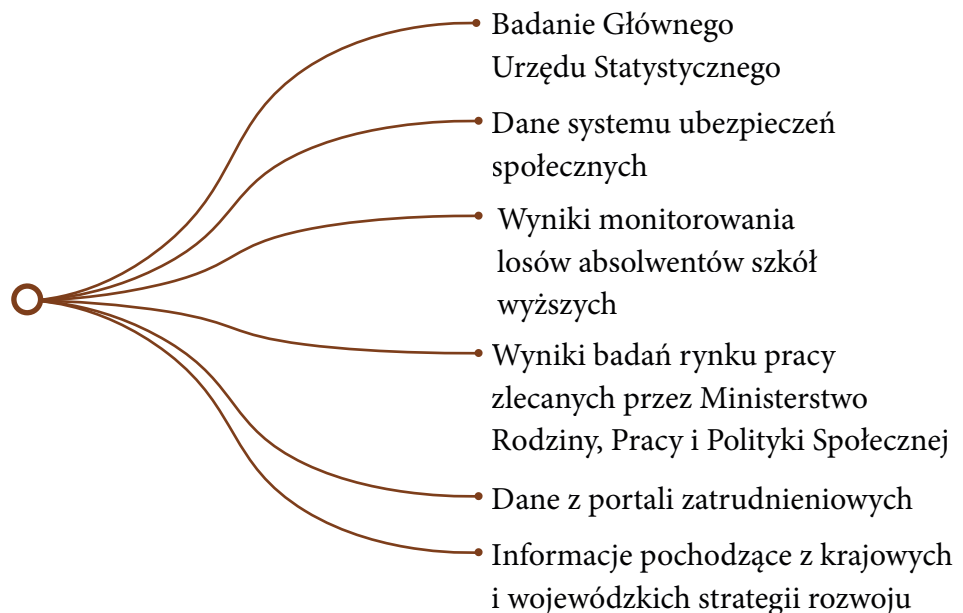 Badanie Głównego
Urzędu Statystycznego
Dane systemu ubezpieczeń
społecznych
Wyniki monitorowania
losów absolwentów szkół
wyższych
Wyniki badań rynku pracy
zlecanych przez Ministerstwo
Rodziny, Pracy i Polityki Społecznej
Dane z portali zatrudnieniowych
Informacje pochodzące z krajowych
i wojewódzkich strategii rozwoju